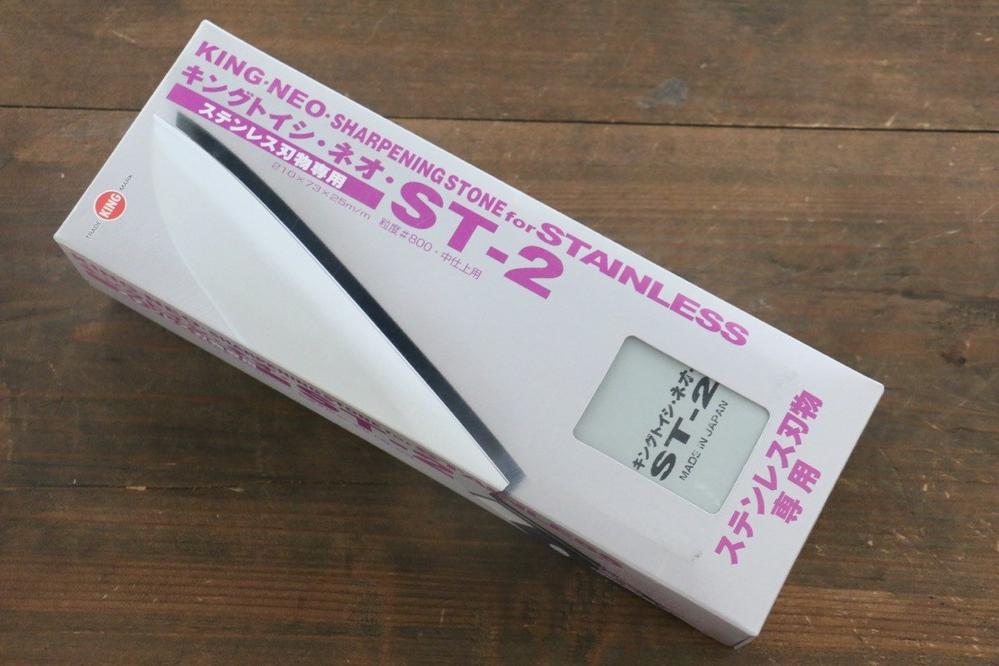 KING·NEO·SHARPENING STONE for STAINLESS
キングトイシ・ネオ・ST-2
ステンレス刃物専用
210×73×25m/m 粒度#800・中仕上用
TRADE KING MARK
キングトイシ・ネオ・
ST-2
MADE IN JAPAN
ステンレス刃物
専用